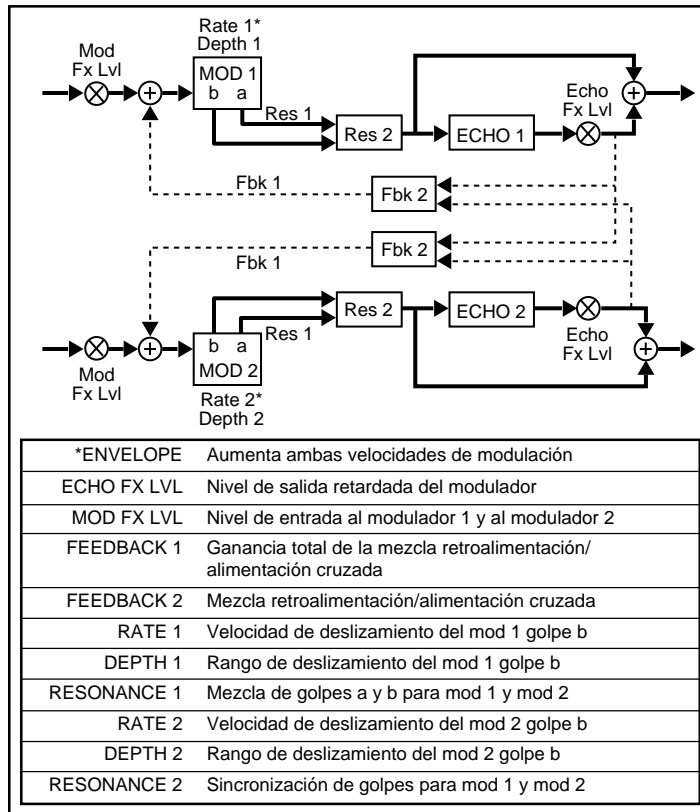 Rate 1*
Depth 1
Mod
Fx Lvl
MOD 1
b a
Res 1
Res 2
ECHO 1
Echo
Fx Lvl
Fbk 1
Fbk 2
Fbk 2
Fbk 1
Res 2
ECHO 2
Echo
Fx Lvl
Res 1
b a
MOD 2
Mod
Fx Lvl
Rate 2*
Depth 2
*ENVELOPE Aumenta ambas velocidades de modulación
ECHO FX LVL Nivel de salida retardada del modulador
MOD FX LVL Nivel de entrada al modulador 1 y al modulador 2
FEEDBACK 1 Ganancia total de la mezcla retroalimentación/
alimentación cruzada
FEEDBACK 2 Mezcla retroalimentación/alimentación cruzada
RATE 1 Velocidad de deslizamiento del mod 1 golpe b
DEPTH 1 Rango de deslizamiento del mod 1 golpe b
RESONANCE 1 Mezcla de golpes a y b para mod 1 y mod 2
RATE 2 Velocidad de deslizamiento del mod 2 golpe b
DEPTH 2 Rango de deslizamiento del mod 2 golpe b
RESONANCE 2 Sincronización de golpes para mod 1 y mod 2